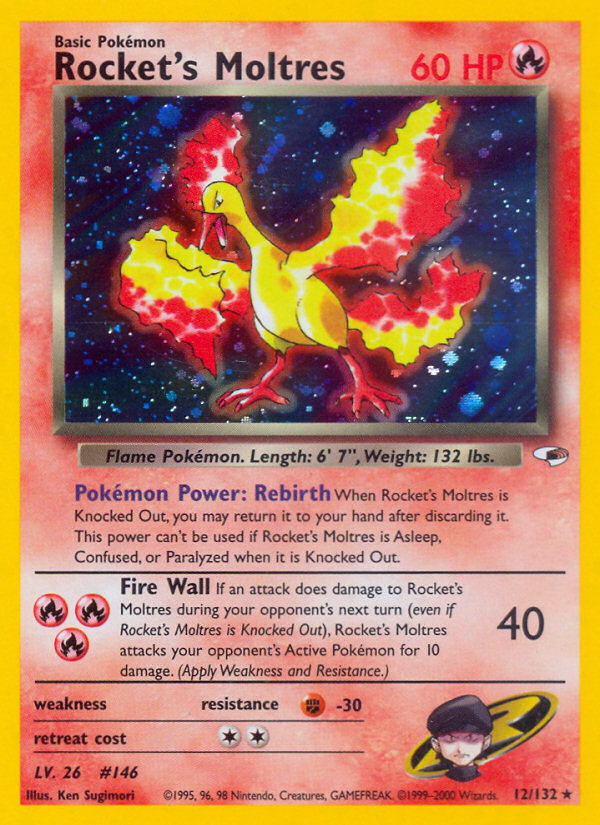 Basic Pokémon
Rocket's Moltres 60 HP
Flame Pokémon. Length: 6' 7", Weight: 132 lbs.
Pokémon Power: Rebirth When Rocket's Moltres is
Knocked Out, you may return it to your hand after discarding it.
This power can't be used if Rocket's Moltres is Asleep,
Confused, or Paralyzed when it is Knocked Out.
Fire Wall If an attack does damage to Rocket's
Moltres during your opponent's next turn (even if
Rocket's Moltres is Knocked Out), Rocket's Moltres
attacks your opponent's Active Pokémon for 10
damage. (Apply Weakness and Resistance.)
40
weakness resistance -30
retreat cost
LV. 26 #146
Illus. Ken Sugimori ©1995, 96, 98 Nintendo, Creatures, GAMEFREAK. ©1999-2000 Wizards. 12/132 ★